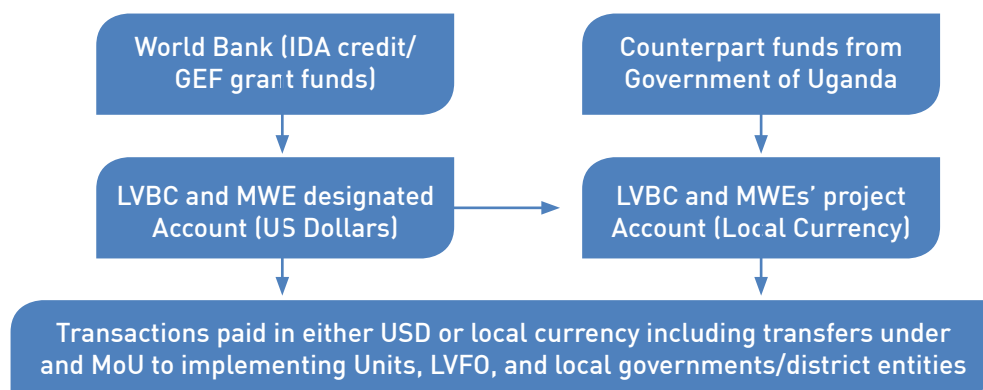 World Bank (IDA credit/
GEF grant funds)
Counterpart funds from
Government of Uganda
LVBC and MWE designated
Account (US Dollars)
LVBC and MWEs’ project
Account (Local Currency)
Transactions paid in either USD or local currency including transfers under
and MoU to implementing Units, LVFO, and local governments/district entities